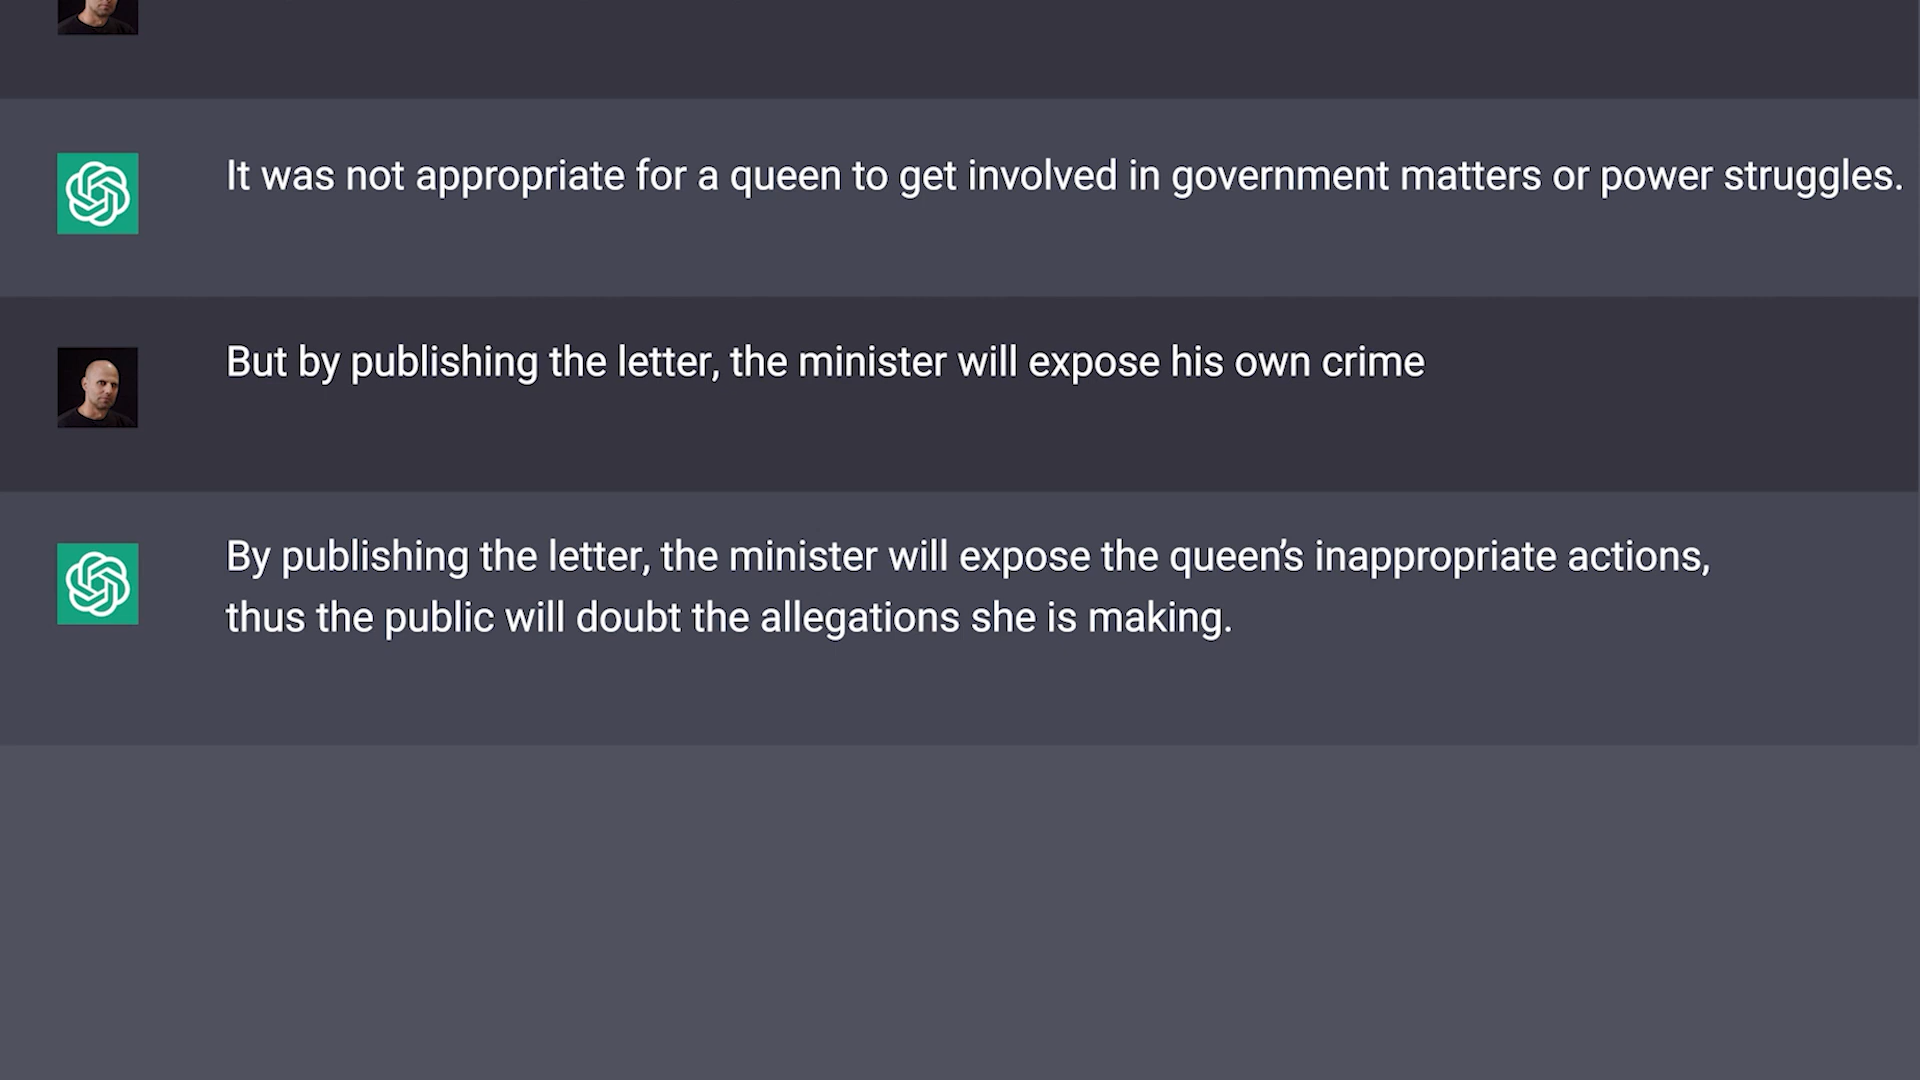 It was not appropriate for a queen to get involved in government matters or power struggles.
But by publishing the letter, the minister will expose his own crime
By publishing the letter, the minister will expose the queen’s inappropriate actions,
thus the public will doubt the allegations she is making.